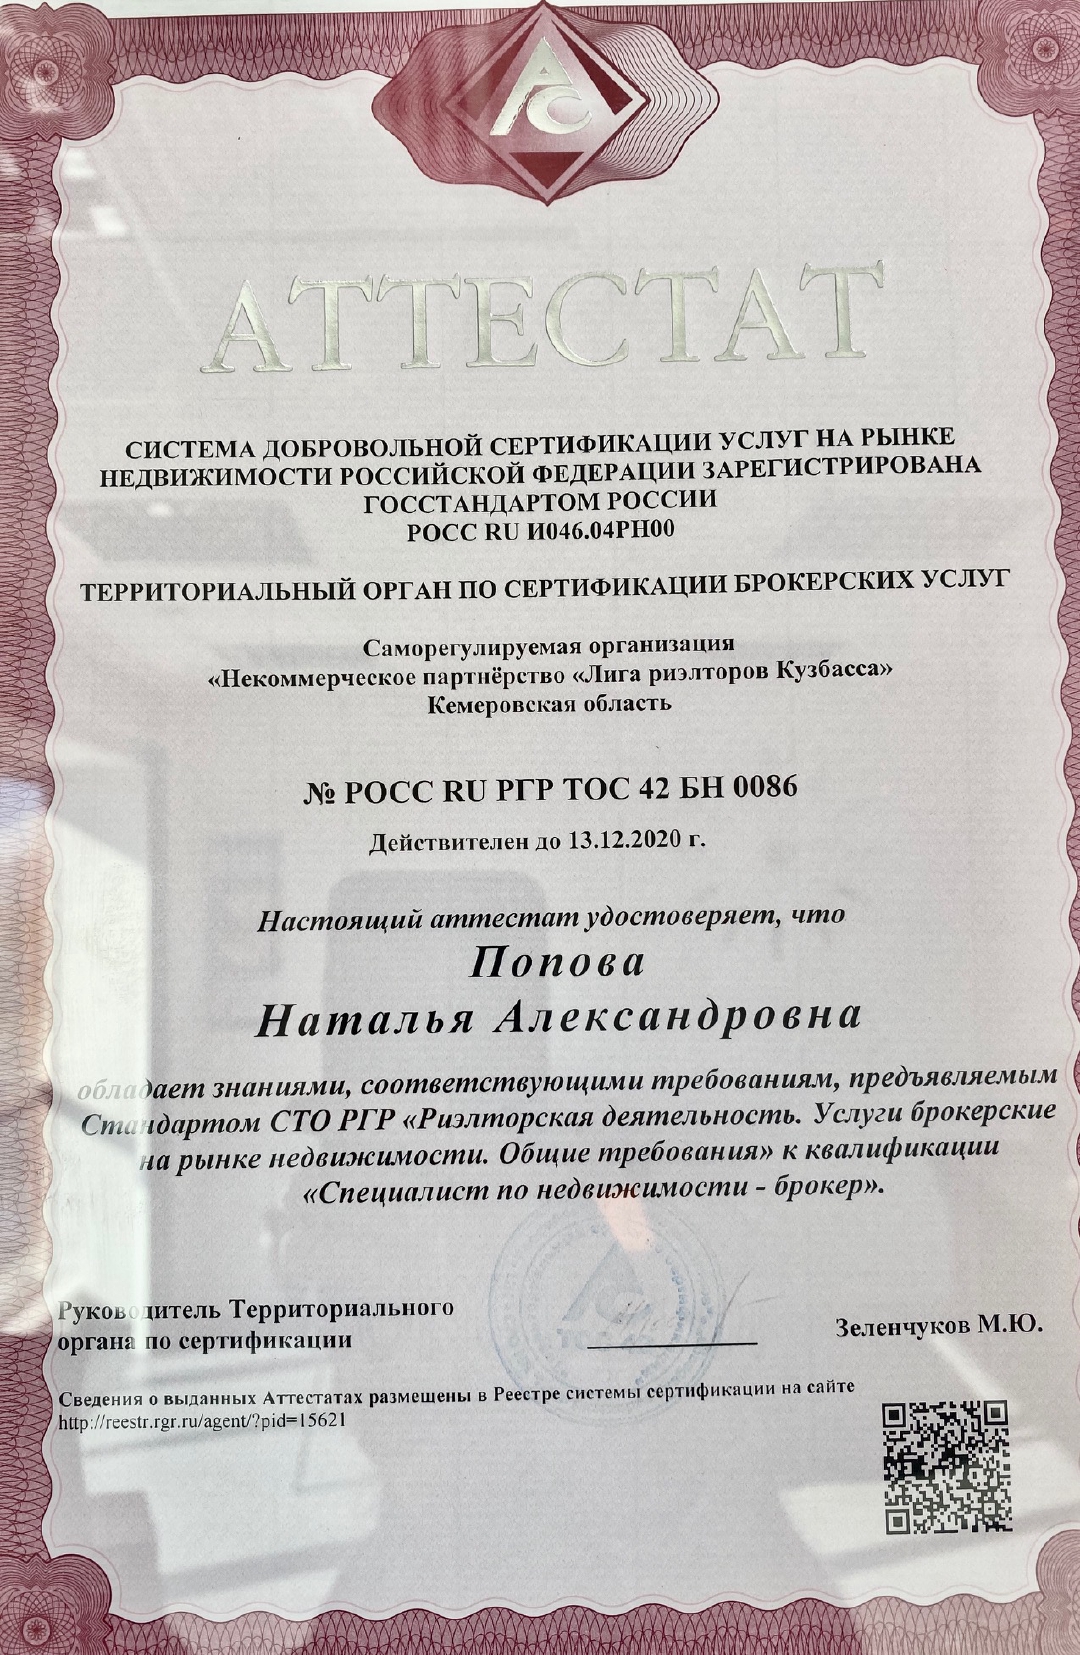 АС
АТТЕСТАТ
СИСТЕМА ДОБРОВОЛЬНОЙ СЕРТИФИКАЦИИ УСЛУГ НА РЫНКЕ
НЕДВИЖИМОСТИ РОССИЙСКОЙ ФЕДЕРАЦИИ ЗАРЕГИСТРИРОВАНА
ГОССТАНДАРТОМ РОССИИ
РОСС RU И046.04РН00
ТЕРРИТОРИАЛЬНЫЙ ОРГАН ПО СЕРТИФИКАЦИИ БРОКЕРСКИХ УСЛУГ
Саморегулируемая организация
«Некоммерческое партнёрство «Лига риэлторов Кузбасса»
Кемеровская область
№ РОСС RU РГР ТОС 42 БН 0086
Действителен до 13.12.2020 г.
Настоящий аттестат удостоверяет, что
Попова
Наталья Александровна
обладает знаниями, соответствующими требованиям, предъявляемым
Стандартом СТО РГР «Риэлторская деятельность. Услуги брокерские
на рынке недвижимости. Общие требования» к квалификации
«Специалист по недвижимости - брокер».
Руководитель Территориального
органа по сертификации
Зеленчуков М.Ю.
Сведения о выданных Аттестатах размещены в Реестре системы сертификации на сайте
http://reestr.rgr.ru/agent/?pid=15621